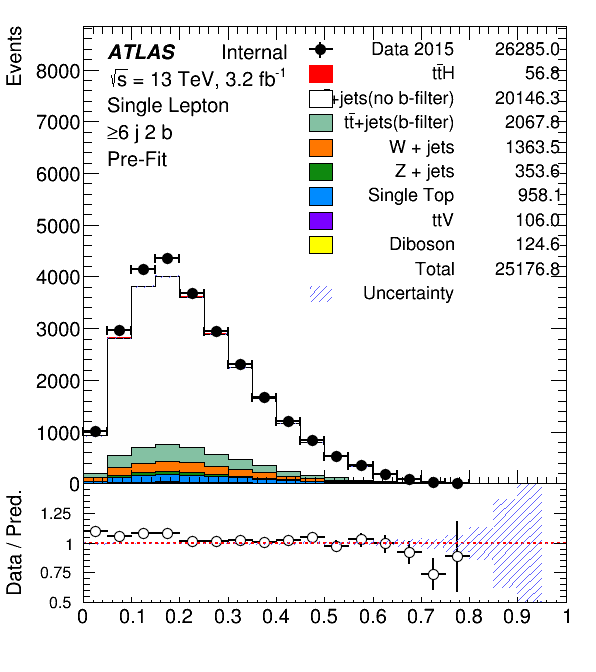 Events
ATLAS Internal
√s = 13 TeV, 3.2 fb-1
Single Lepton
≥6 j 2 b
Pre-Fit
Data 2015 26285.0
tt̄H 56.8
+jets(no b-filter) 20146.3
tt̄+jets(b-filter) 2067.8
W + jets 1363.5
Z + jets 353.6
Single Top 958.1
ttV 106.0
Diboson 124.6
Total 25176.8
Uncertainty
8000
7000
6000
5000
4000
3000
2000
1000
0
Data / Pred.
1.25
1
0.75
0.5
0 0.1 0.2 0.3 0.4 0.5 0.6 0.7 0.8 0.9 1